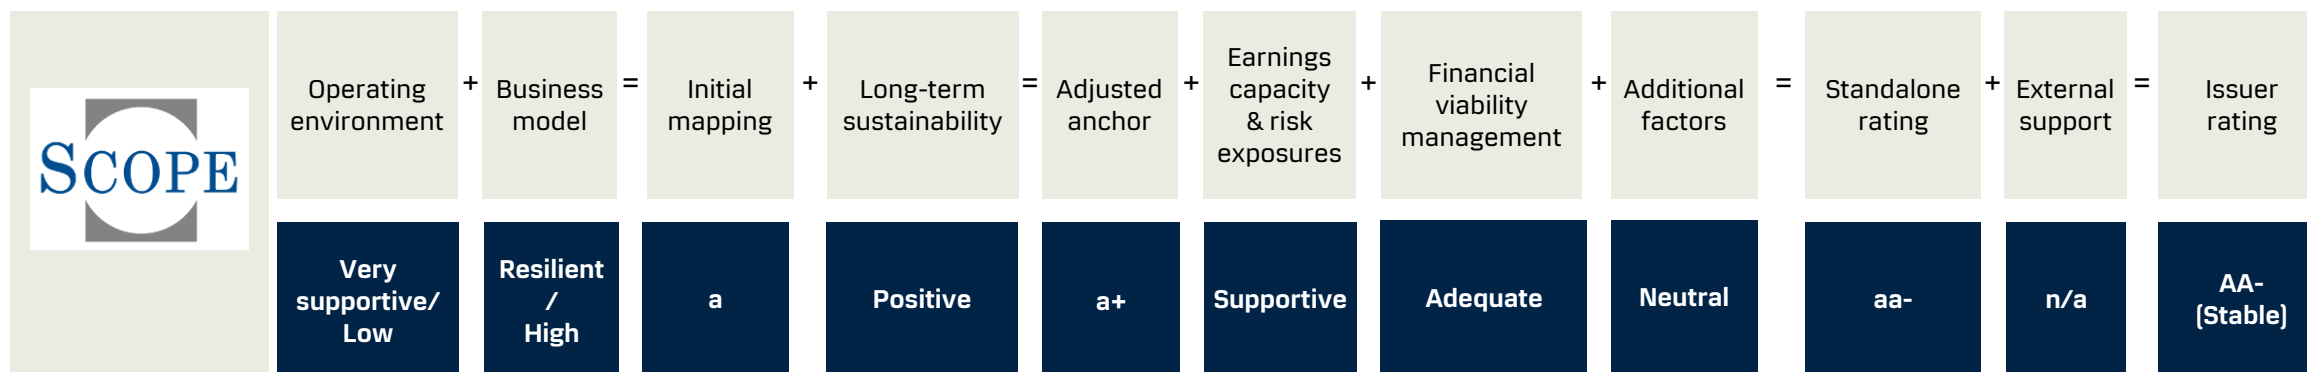 SCOPE
Operating
environment
+
Business
model
=
Initial
mapping
+
Long-term
sustainability
=
Adjusted
anchor
+
Earnings
capacity
& risk
exposures
+
Financial
viability
management
+
Additional
factors
=
Standalone
rating
+
External
support
=
Issuer
rating
Very
supportive/
Low
Resilient
/
High
a
Positive
a+
Supportive
Adequate
Neutral
aa-
n/a
AA-
(Stable)